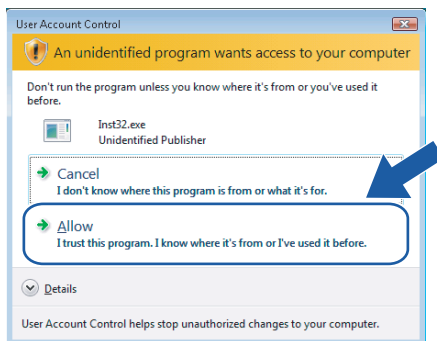 User Account Control
An unidentified program wants access to your computer
Don't run the program unless you know where it's from or you've used it
before.
Inst32.exe
Unidentified Publisher
Cancel
I don't know where this program is from or what it's for.
Allow
I trust this program. I know where it's from or I've used it before.
Details
User Account Control helps stop unauthorized changes to your computer.